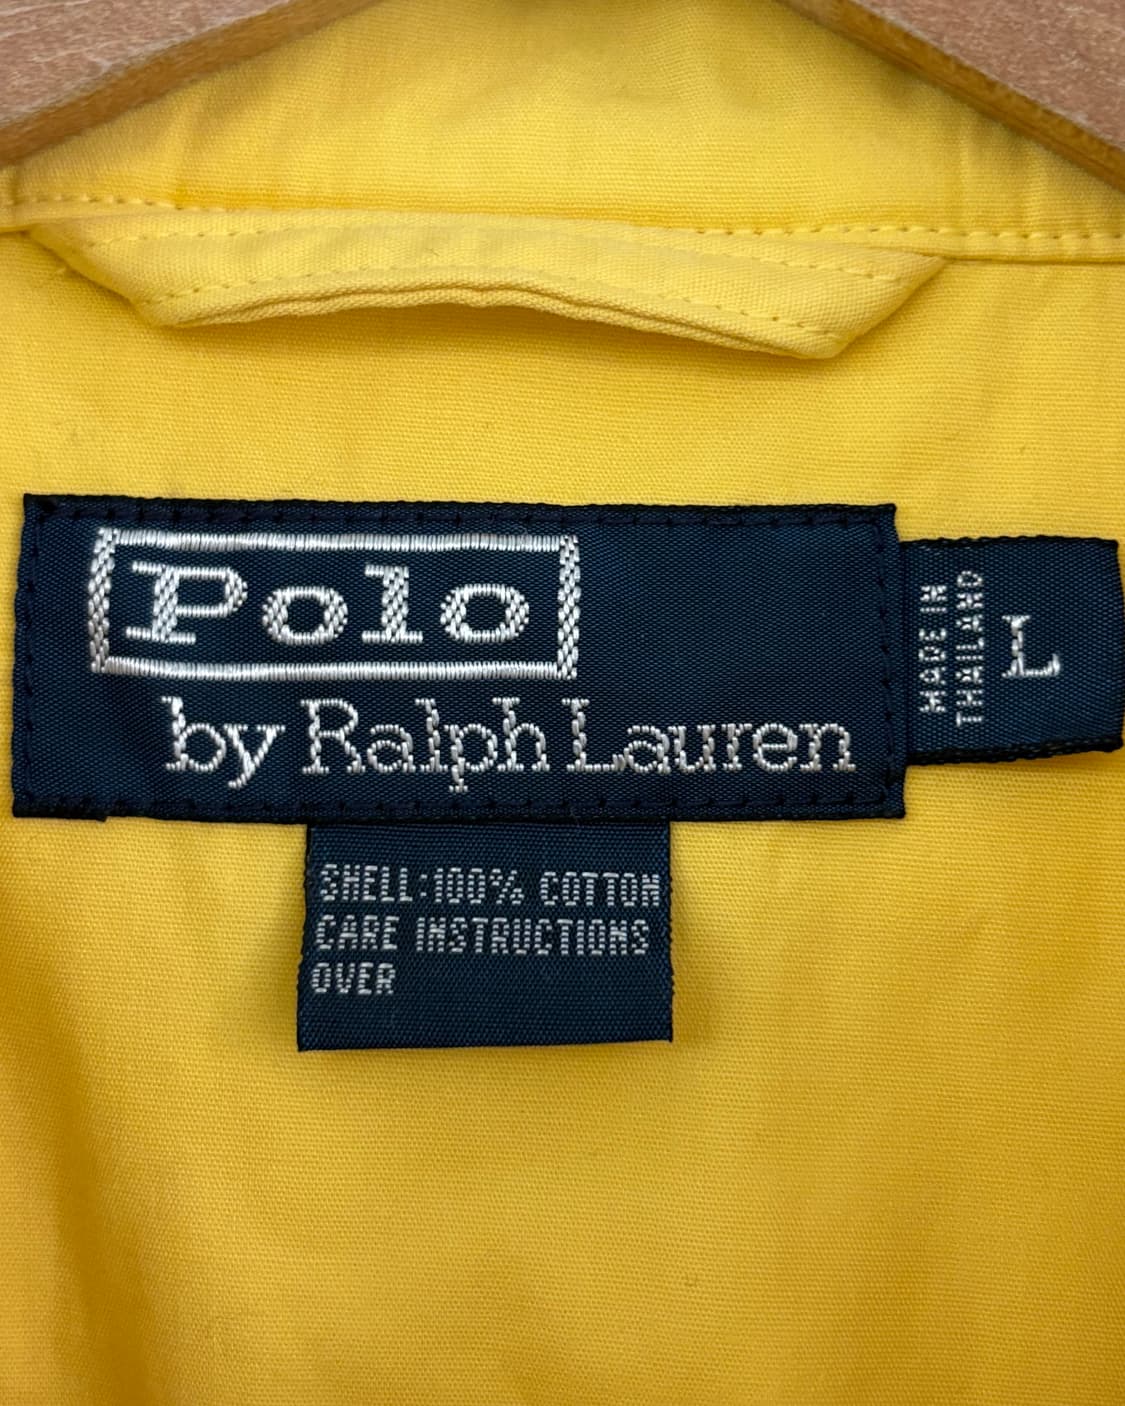 Polo
by Ralph Lauren
MADE IN
THAILAND
L
SHELL:100% COTTON
CARE INSTRUCTIONS
OVER